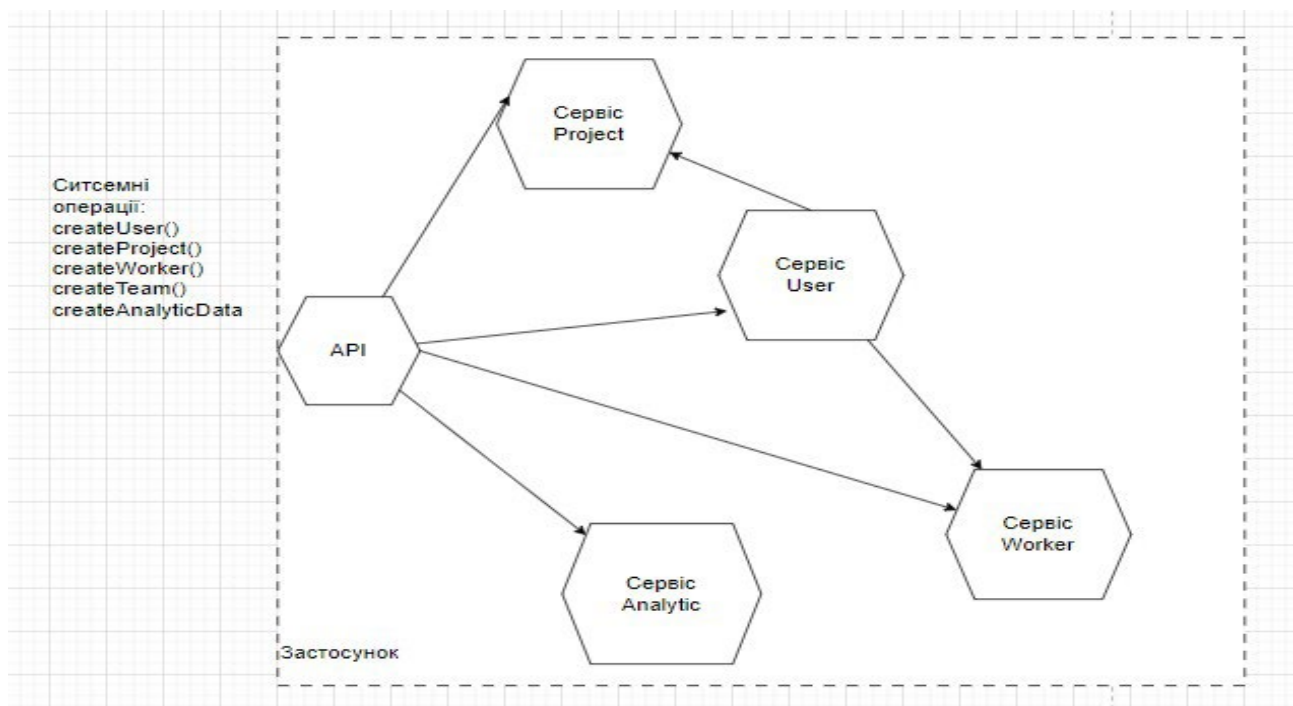 Ситсемні
операції:
createUser()
createProject()
createWorker()
createTeam()
createAnalyticData
Сервіс
Project
Сервіс
User
API
Сервіс
Worker
Сервіс
Analytic
Застосунок